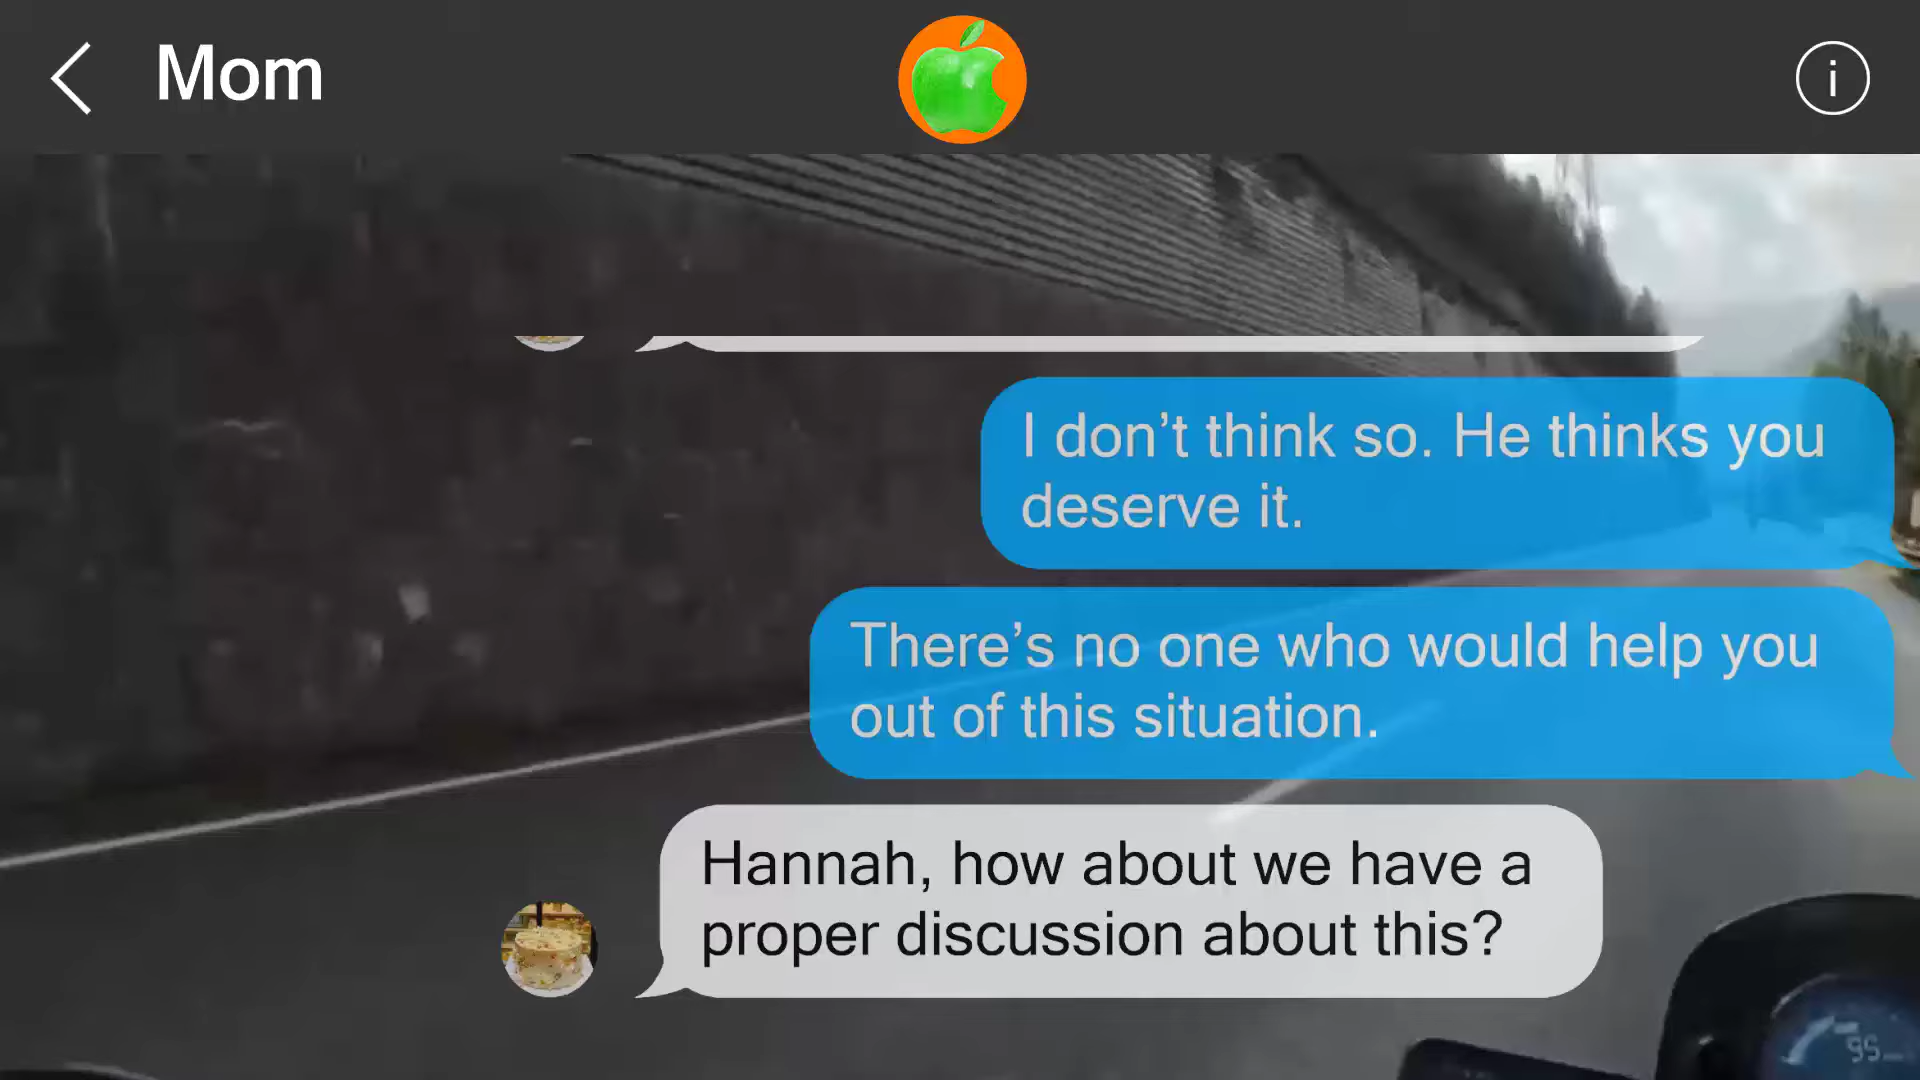 Mom
i
I don’t think so. He thinks you
deserve it.
There’s no one who would help you
out of this situation.
Hannah, how about we have a
proper discussion about this?
95